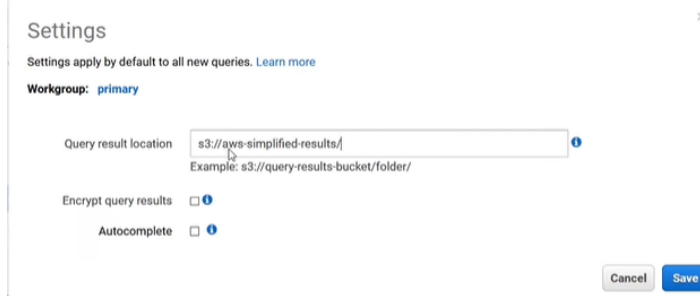 Settings
Settings apply by default to all new queries. Learn more
Workgroup: primary
Query result location s3://aws-simplified-results/
Example: s3://query-results-bucket/folder/
Encrypt query results
Autocomplete
Cancel Save